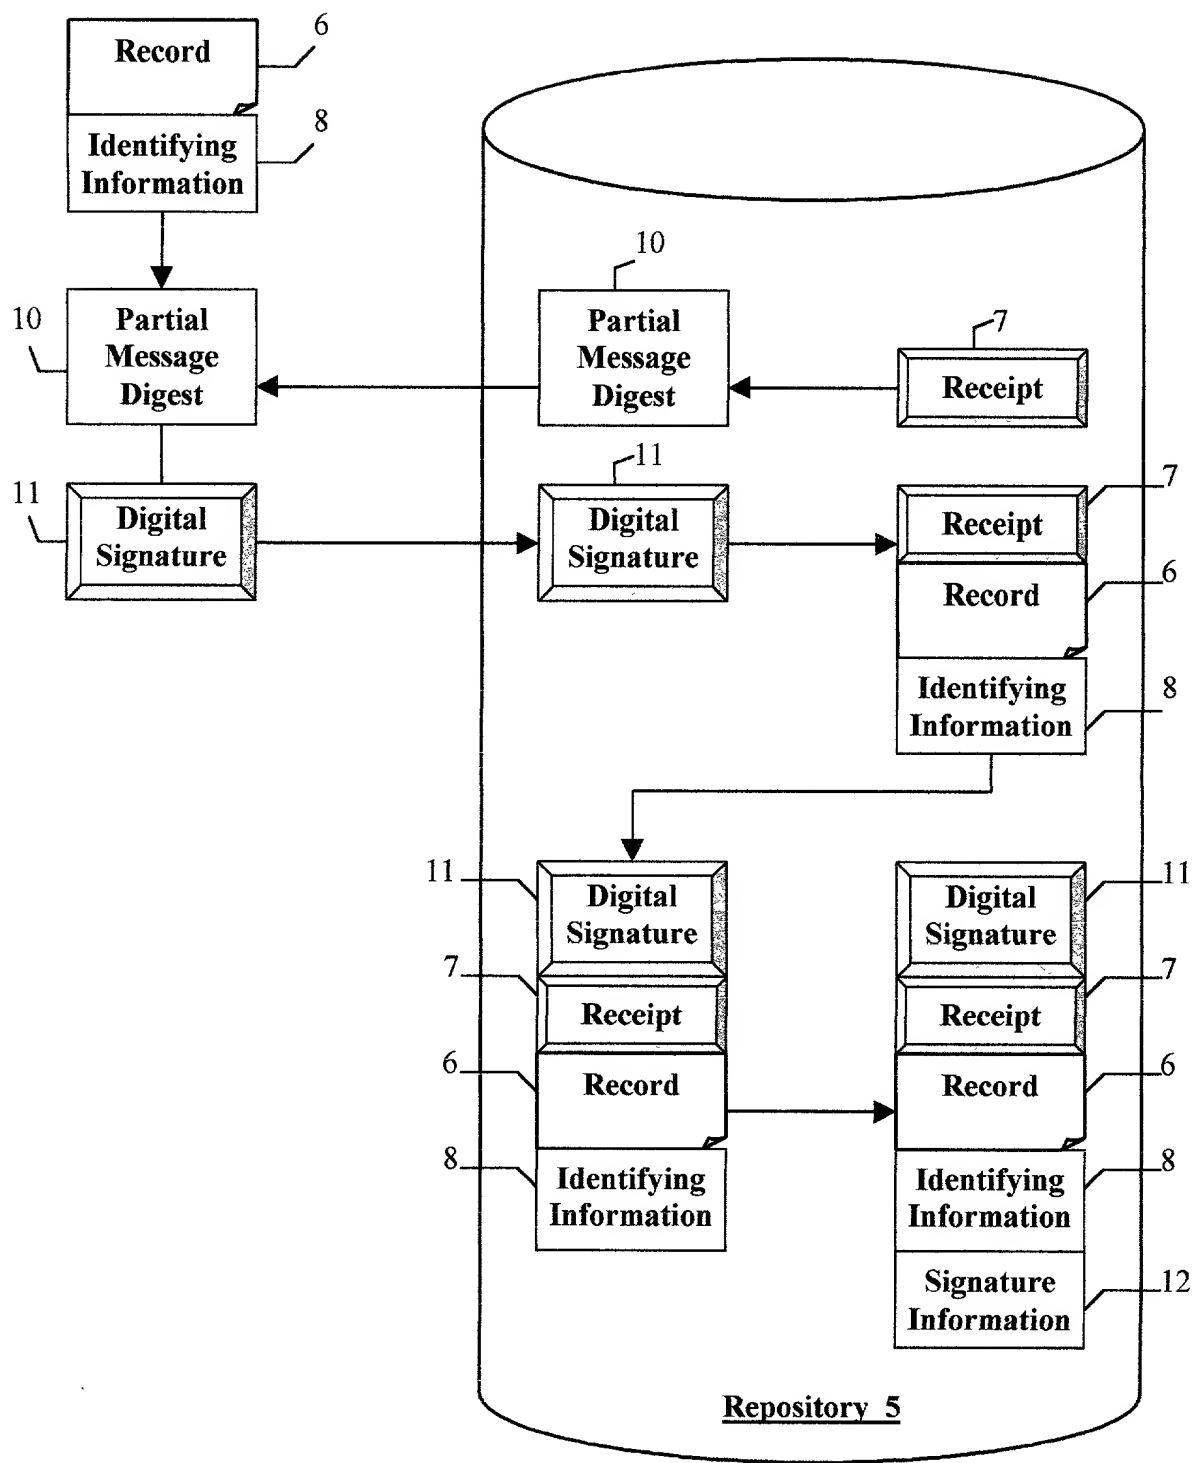 Record
6
Identifying
Information
8
10
Partial
Message
Digest
10
Partial
Message
Digest
7
Receipt
11
Digital
Signature
11
Digital
Signature
Receipt
7
Record
6
Identifying
Information
8
11
Digital
Signature
7
Receipt
6
Record
8
Identifying
Information
Digital
Signature
11
Receipt
7
Record
6
Identifying
Information
8
Signature
Information
12
Repository 5